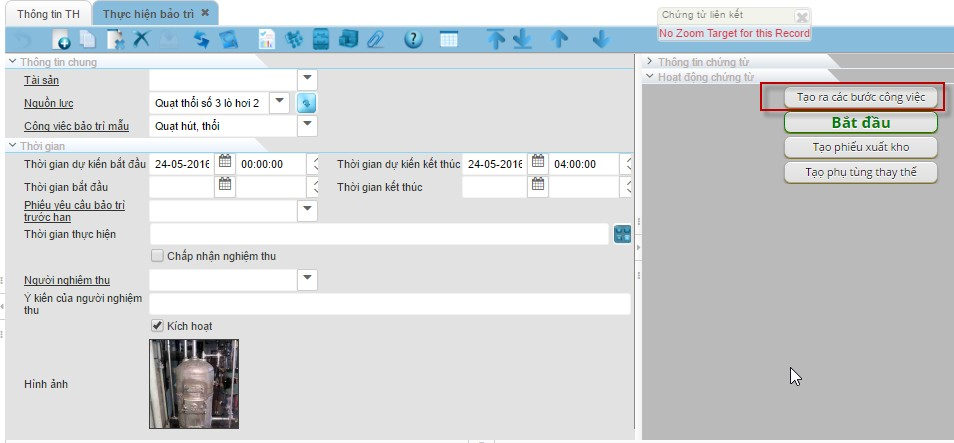 Thông tin TH
Thực hiện bảo trì
Chứng từ liên kết
No Zoom Target for this Record
Thông tin chung
Tài sản
Nguồn lực
Quạt thổi số 3 lò hơi 2
Công việc bảo trì mẫu
Quạt hút, thổi
Thời gian
Thời gian dự kiến bắt đầu
24-05-2016
00:00:00
Thời gian dự kiến kết thúc
24-05-2016
04:00:00
Thời gian bắt đầu
Thời gian kết thúc
Phiếu yêu cầu bảo trì
trước hạn
Thời gian thực hiện
Chấp nhận nghiệm thu
Người nghiệm thu
Ý kiến của người nghiệm
thu
Kích hoạt
Hình ảnh
Thông tin chứng từ
Hoạt động chứng từ
Tạo ra các bước công việc
Bắt đầu
Tạo phiếu xuất kho
Tạo phụ tùng thay thế